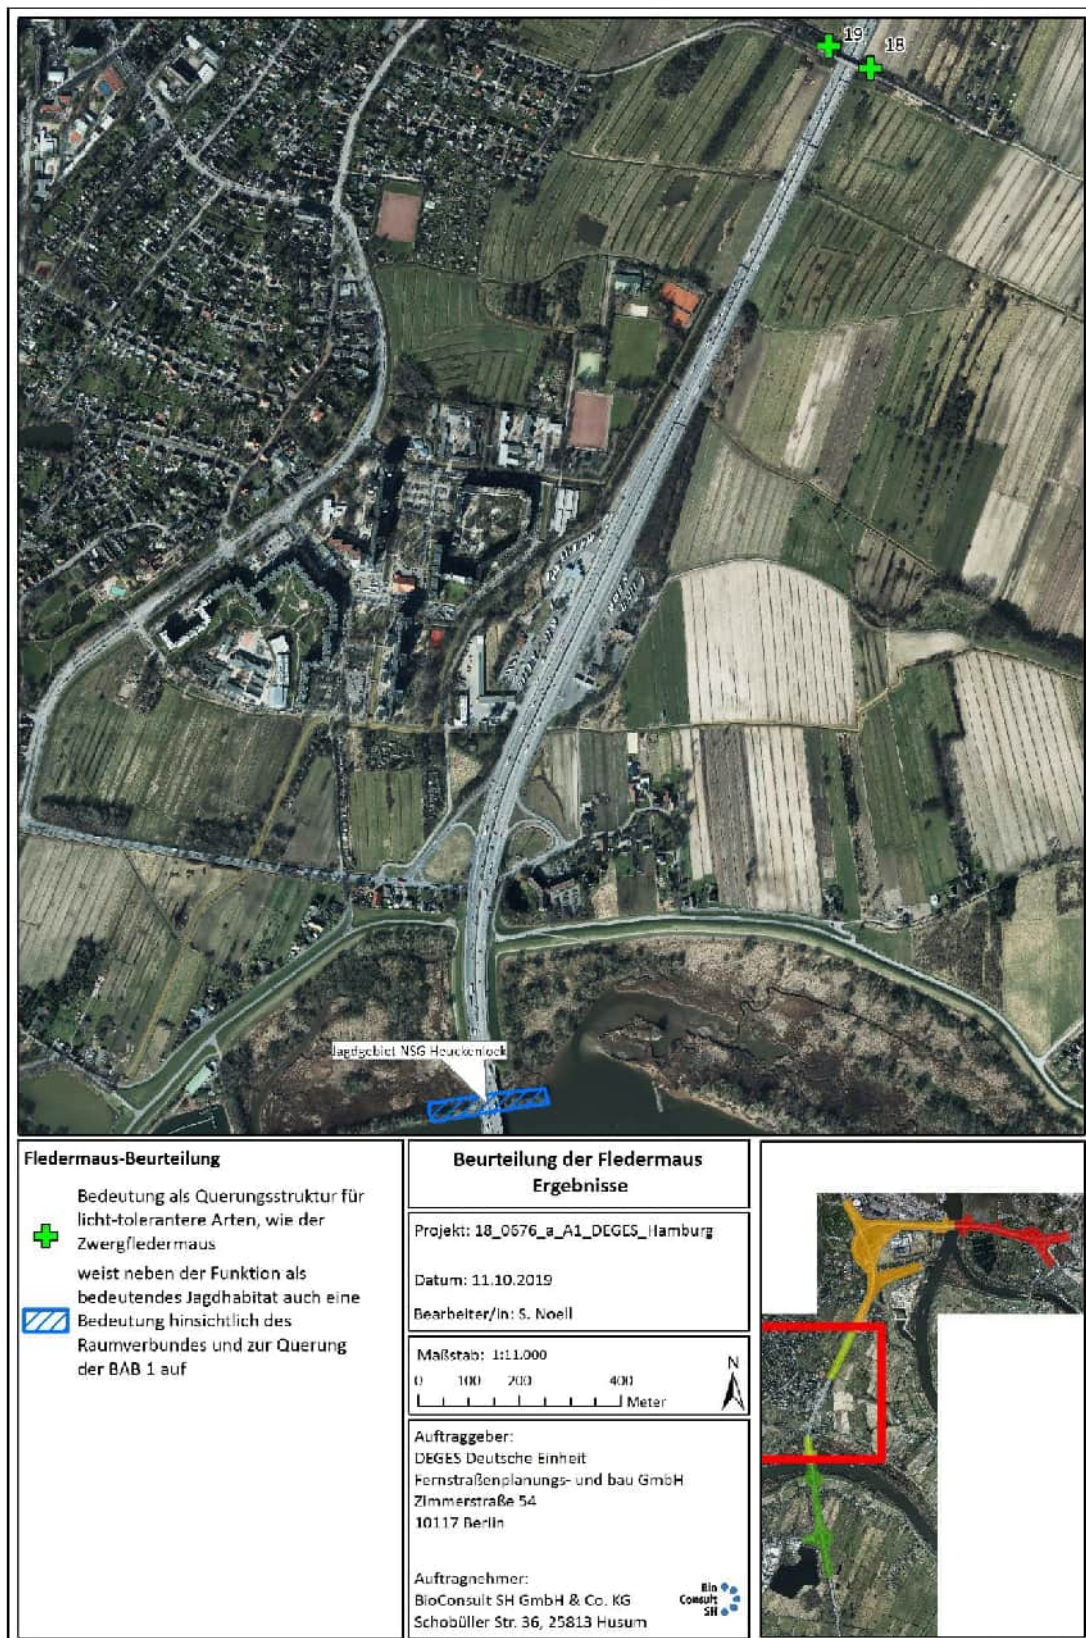 19
18
Jagdgebiet NSG Heuckenlock
Fledermaus-Beurteilung
Bedeutung als Querungsstruktur für
licht-tolerantere Arten, wie der
Zwergfledermaus
weist neben der Funktion als
bedeutendes Jagdhabitat auch eine
Bedeutung hinsichtlich des
Raumverbundes und zur Querung
der BAB 1 auf
Beurteilung der Fledermaus
Ergebnisse
Projekt: 18_0676_a_A1_DEGES_Hamburg
Datum: 11.10.2019
Bearbeiter/in: S. Noell
Maßstab: 1:11.000
0 100 200 400
Meter
N
Auftraggeber:
DEGES Deutsche Einheit
Fernstraßenplanungs- und bau GmbH
Zimmerstraße 54
10117 Berlin
Auftragnehmer:
BioConsult SH GmbH & Co. KG
Schobüller Str. 36, 25813 Husum
Bio
Consult
SH